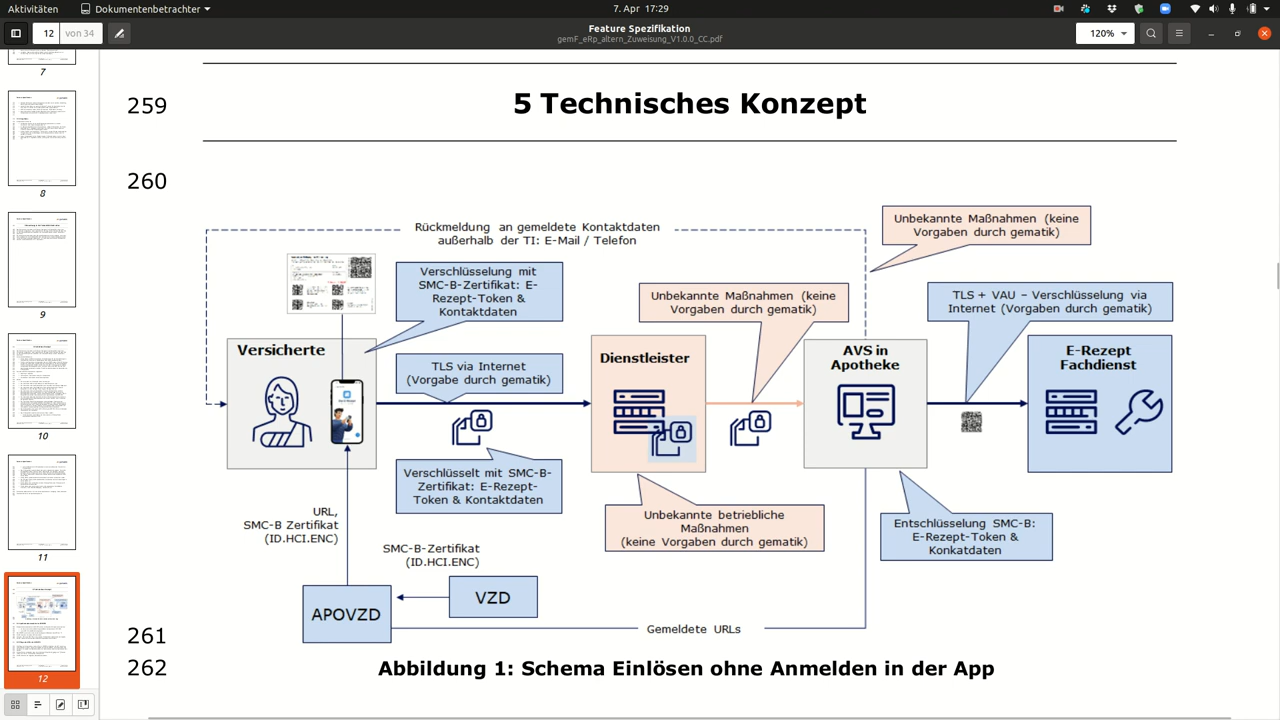 Aktivitäten
Dokumentenbetrachter
7. Apr 17:29
12
von 34
Feature Spezifikation
gemF_eRp_altern_Zuweisung_V1.0.0_CC.pdf
120%
7
8
9
10
11
12
259
5 Technisches Konzept
260
Rückmeldung an gemeldete Kontaktdaten
außerhalb der TI: E-Mail / Telefon
Unbekannte Maßnahmen (keine
Vorgaben durch gematik)
Verschlüsselung mit
SMC-B-Zertifikat: E-
Rezept-Token &
Kontaktdaten
Unbekannte Maßnahmen (keine
Vorgaben durch gematik)
TLS + VAU – Verschlüsselung via
Internet (Vorgaben durch gematik)
Versicherte
TLS via Internet
(Vorgabe durch gematik)
Dienstleister
AVS in
Apotheke
E-Rezept
Fachdienst
Verschlüsselt mit SMC-B-
Zertifikat: E-Rezept-
Token & Kontaktdaten
Unbekannte betriebliche
Maßnahmen
(keine Vorgaben durch gematik)
Entschlüsselung SMC-B:
E-Rezept-Token &
Konkatdaten
URL,
SMC-B Zertifikat
(ID.HCI.ENC)
SMC-B-Zertifikat
(ID.HCI.ENC)
APOVZD
VZD
Gemeldete URLs
261
262
Abbildung 1: Schema Einlösen ohne Anmelden in der App